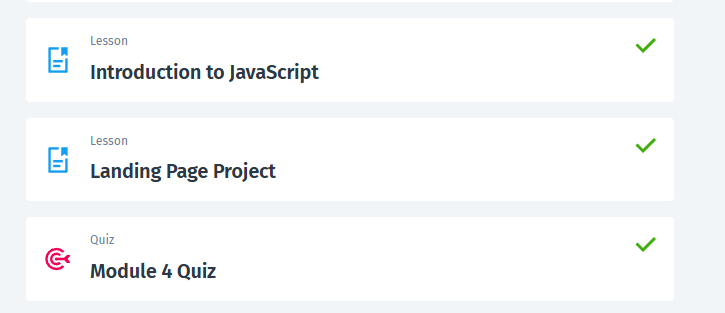 Lesson
Introduction to JavaScript
Lesson
Landing Page Project
Quiz
Module 4 Quiz